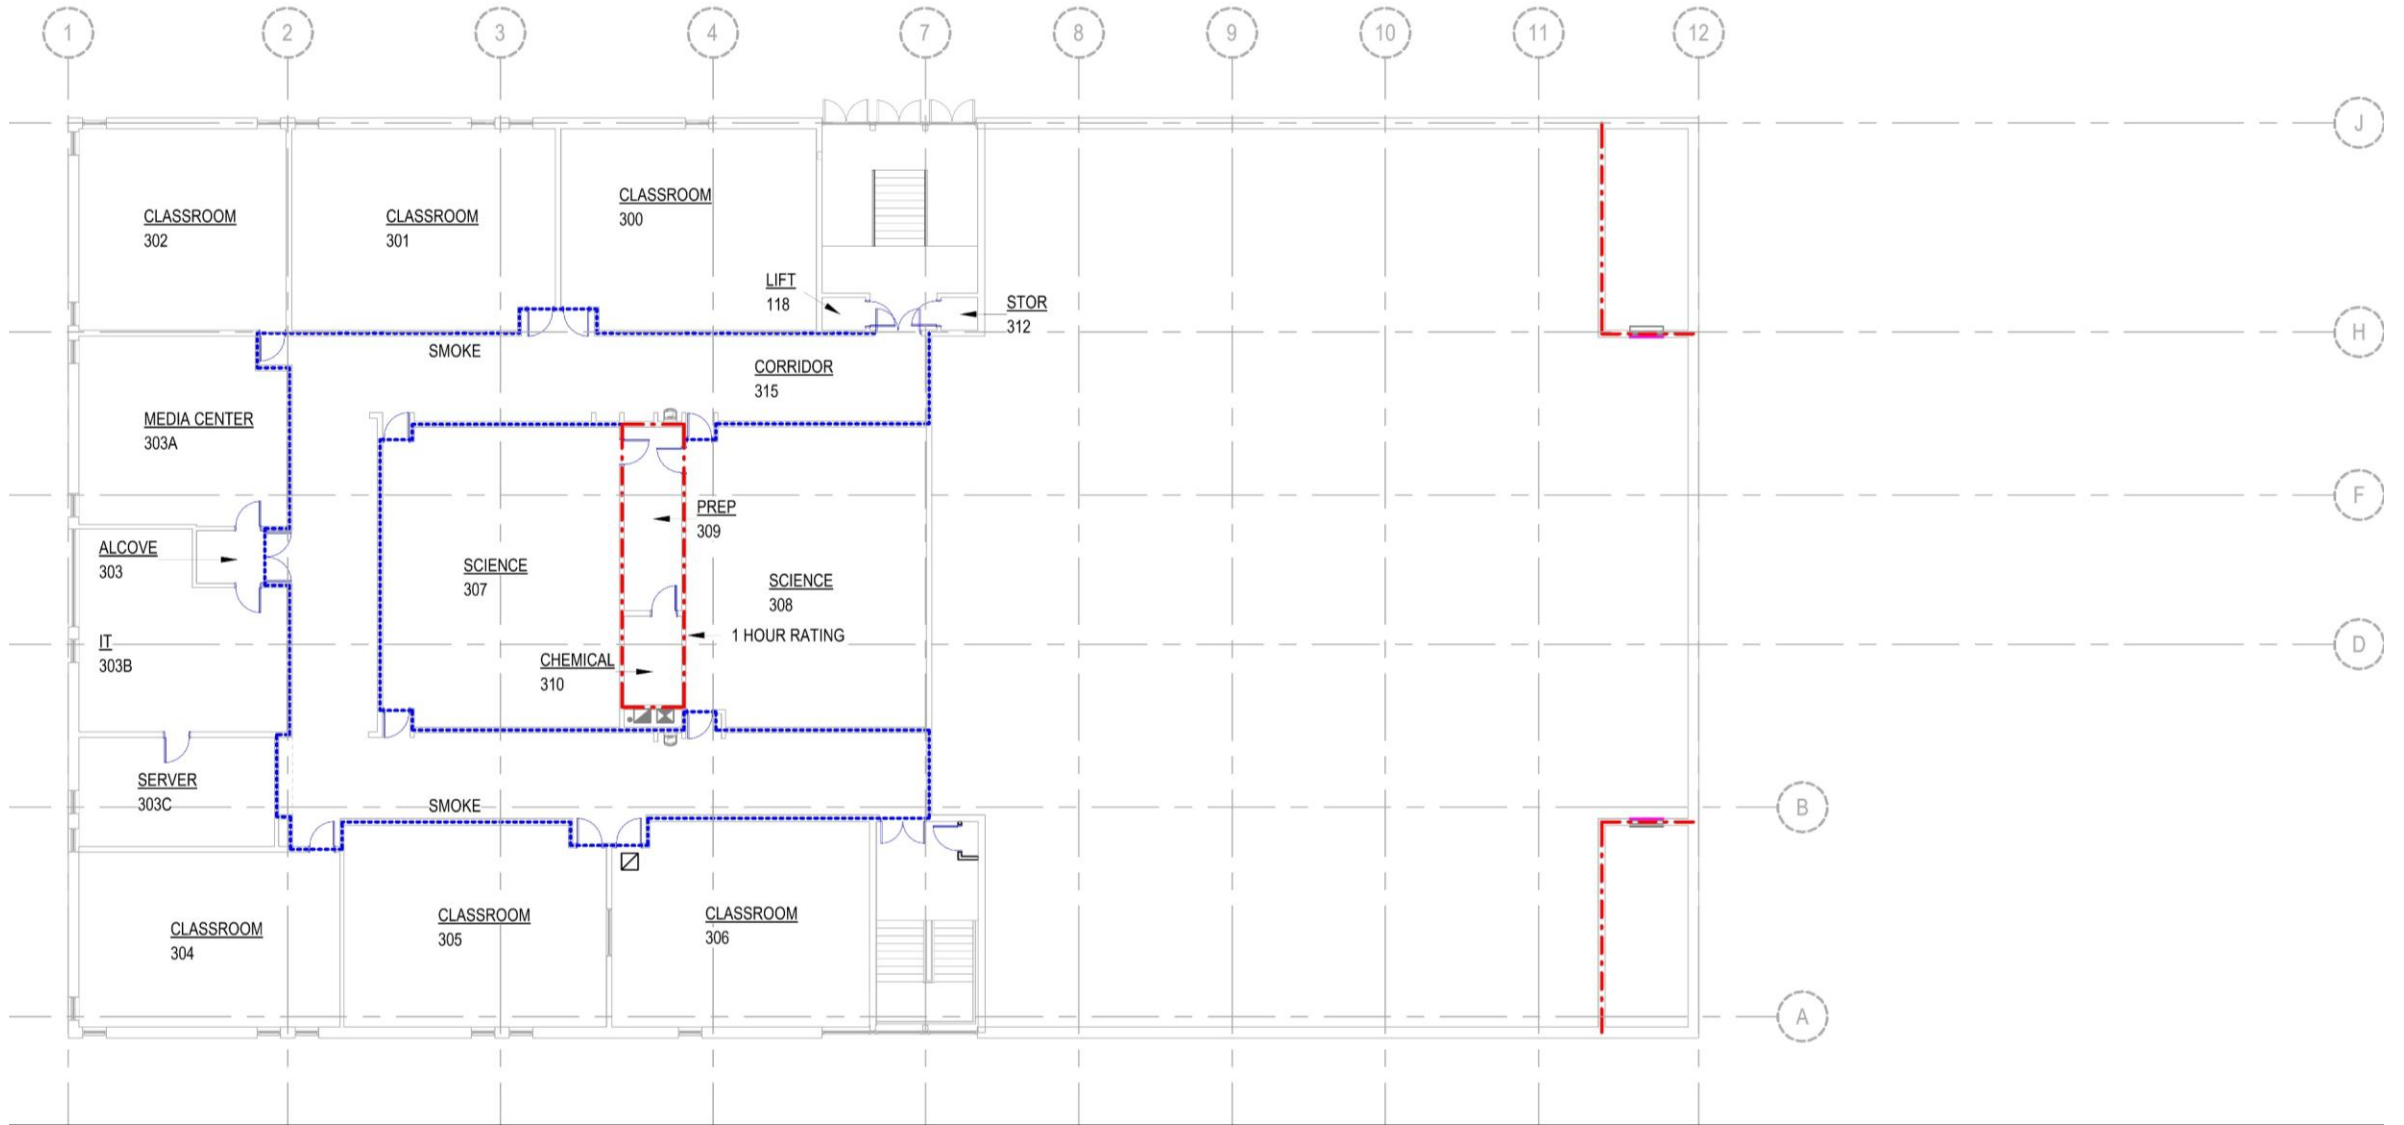 1 2 3 4 7 8 9 10 11 12
J
CLASSROOM
300
CLASSROOM
302
CLASSROOM
301
LIFT
118
STOR
312
H
SMOKE
CORRIDOR
315
MEDIA CENTER
303A
F
PREP
309
ALCOVE
303
SCIENCE
307
SCIENCE
308
1 HOUR RATING
IT
303B
D
CHEMICAL
310
SERVER
303C
SMOKE
B
CLASSROOM
304
CLASSROOM
305
CLASSROOM
306
A